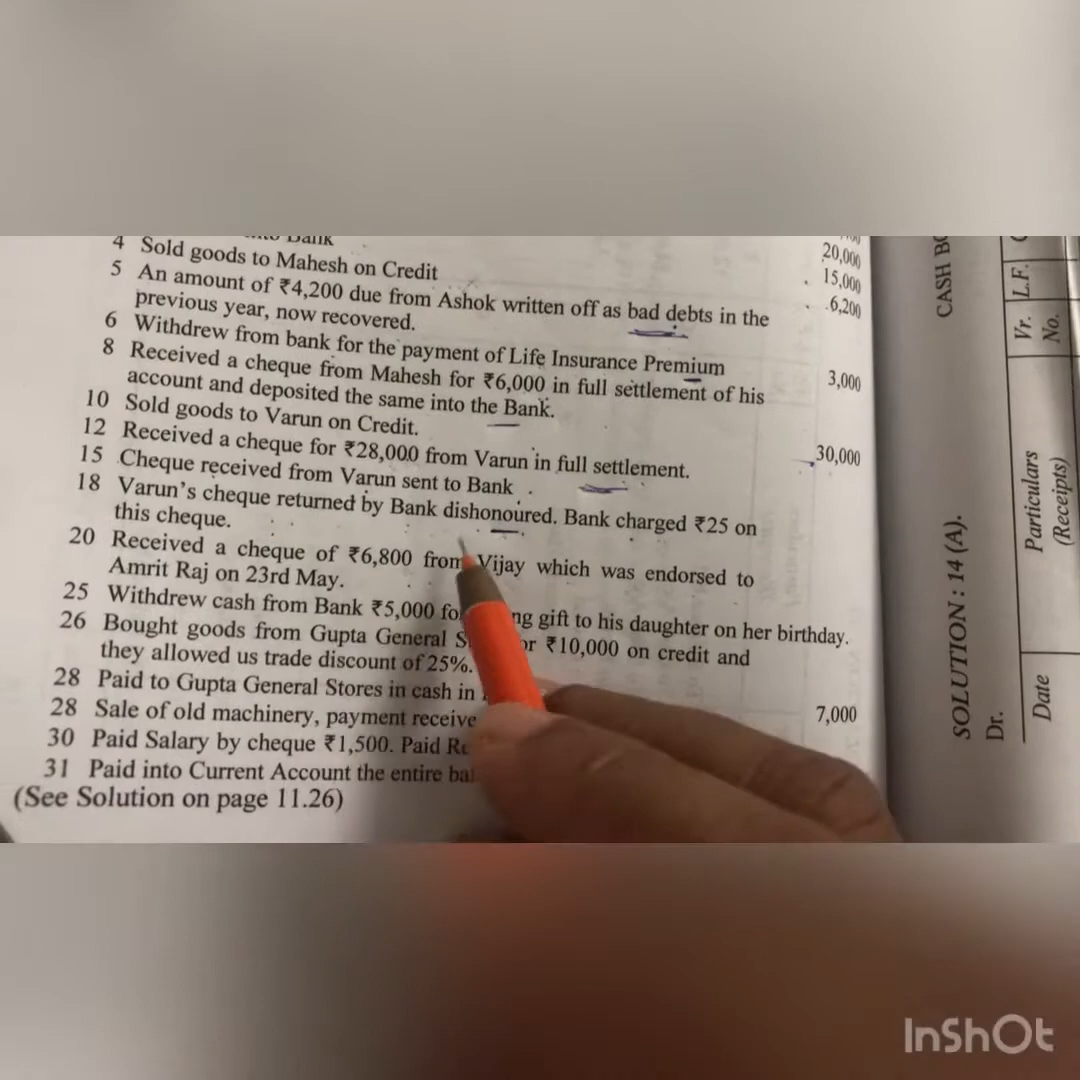 Bank
20,000
4 Sold goods to Mahesh on Credit 15,000
5 An amount of ₹4,200 due from Ashok written off as bad debts in the 6,200
previous year, now recovered.
6 Withdrew from bank for the payment of Life Insurance Premium 3,000
8 Received a cheque from Mahesh for ₹6,000 in full settlement of his
account and deposited the same into the Bank.
10 Sold goods to Varun on Credit. 30,000
12 Received a cheque for ₹28,000 from Varun in full settlement.
15 Cheque received from Varun sent to Bank
18 Varun's cheque returned by Bank dishonoured. Bank charged ₹25 on
this cheque.
20 Received a cheque of ₹6,800 from Vijay which was endorsed to
Amrit Raj on 23rd May.
25 Withdrew cash from Bank ₹5,000 gift to his daughter on her birthday.
26 Bought goods from Gupta General ₹10,000 on credit and
they allowed us trade discount of 25%.
28 Paid to Gupta General Stores in cash in 7,000
28 Sale of old machinery, payment
30 Paid Salary by cheque ₹1,500. Paid
31 Paid into Current Account the entire
(See Solution on page 11.26)
SOLUTION : 14 (A).
CASH
Dr.
Date
Particulars
(Receipts)
Vr.
No.
L.F.
InShOt